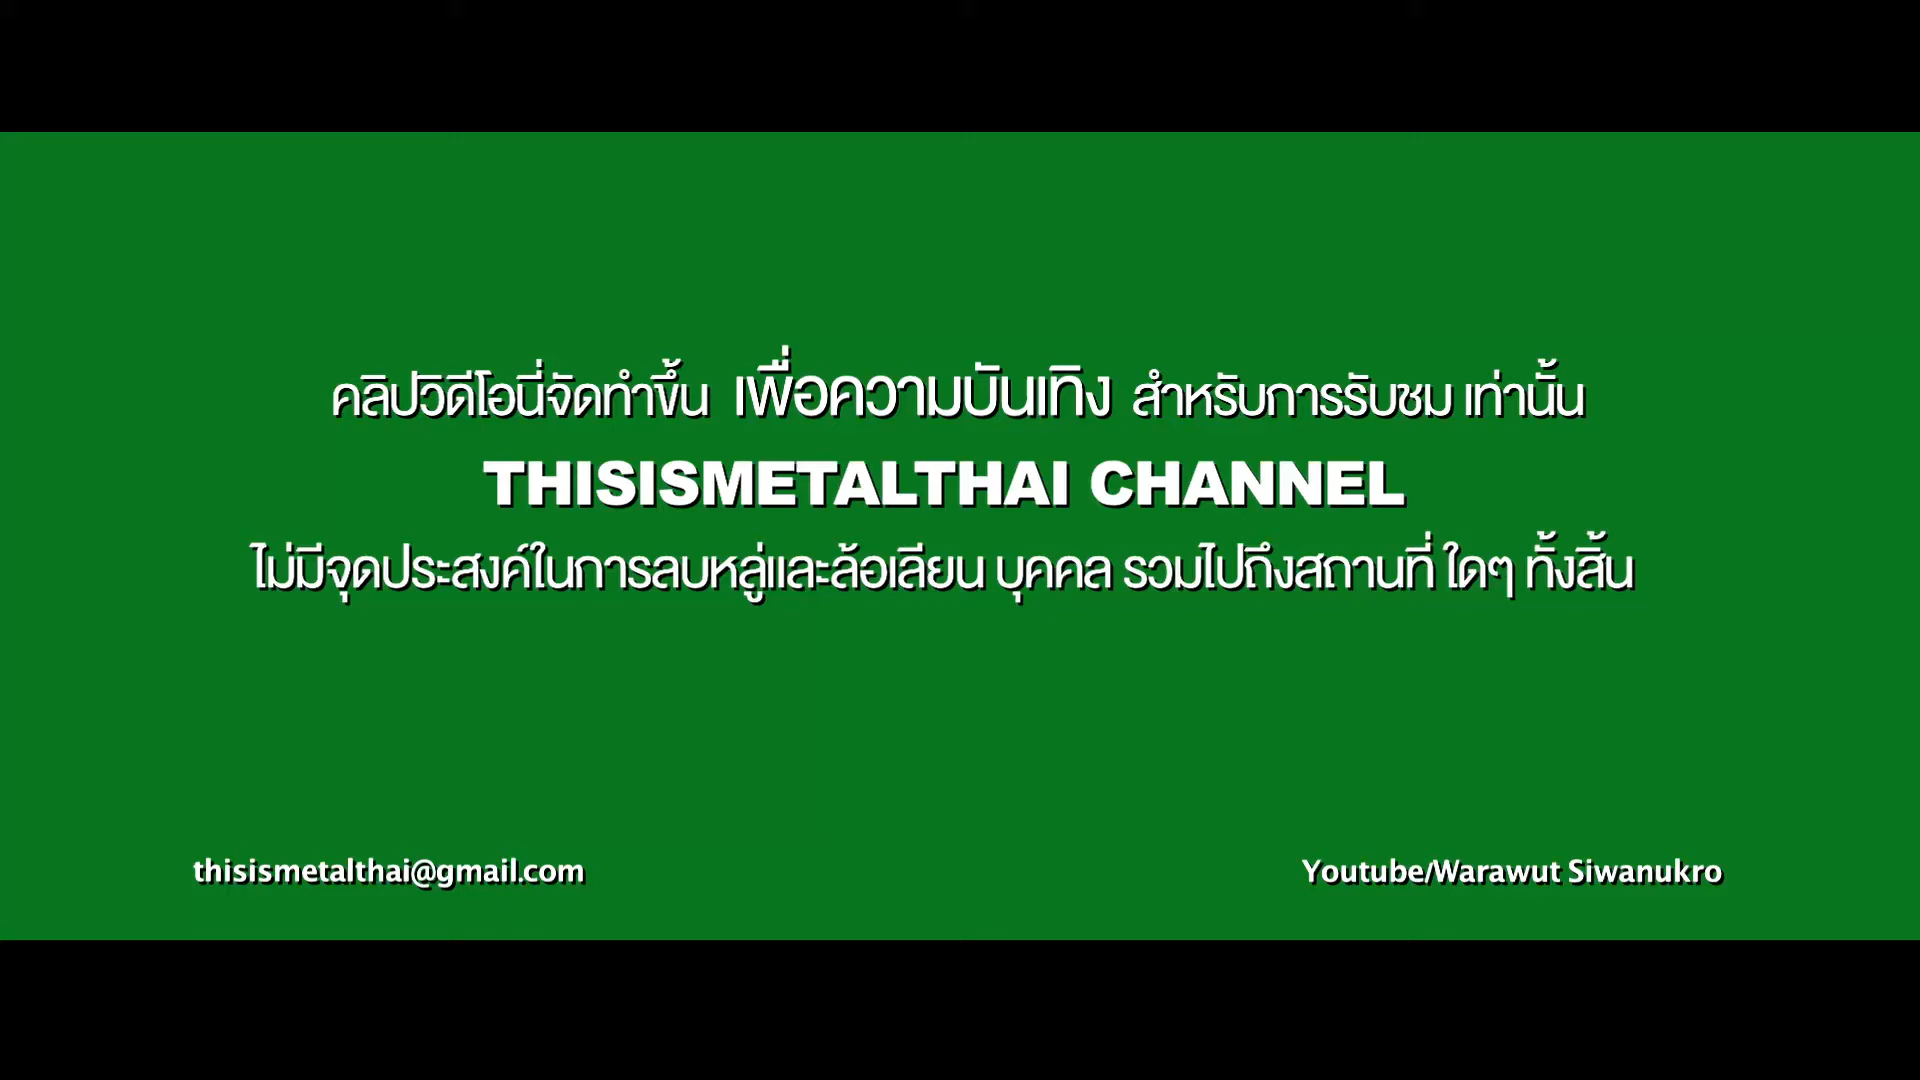 คลิปวิดีโอนี่จัดทำขึ้น เพื่อความบันเทิง สำหรับการรับชม เท่านั้น
THISISMETALTHAI CHANNEL
ไม่มีจุดประสงค์ในการลบหลู่และล้อเลียน บุคคล รวมไปถึงสถานที่ ใดๆ ทั้งสิ้น
thisismetalthai@gmail.com
Youtube/Warawut Siwanukro